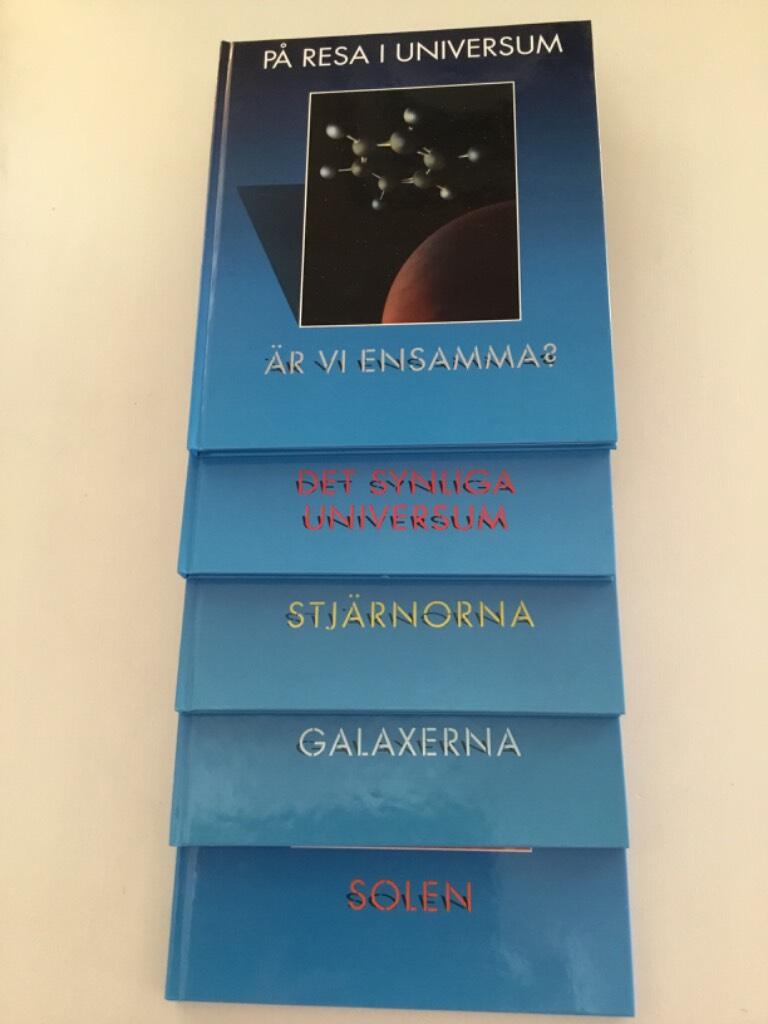 PÅ RESA I UNIVERSUM
ÄR VI ENSAMMA?
DET SYNLIGA
UNIVERSUM
STJÄRNORNA
GALAXERNA
SOLEN